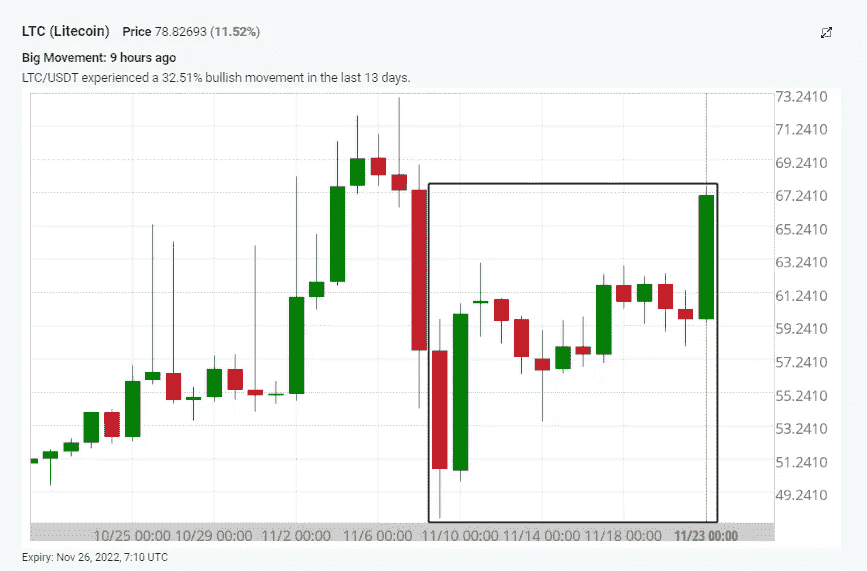 LTC (Litecoin) Price 78.82693 (11.52%)
Big Movement: 9 hours ago
LTC/USDT experienced a 32.51% bullish movement in the last 13 days.
73.2410
71.2410
69.2410
67.2410
65.2410
63.2410
61.2410
59.2410
57.2410
55.2410
53.2410
51.2410
49.2410
10/25 00:00 10/29 00:00 11/2 00:00 11/6 00:00 11/10 00:00 11/14 00:00 11/18 00:00 11/23 00:00
Expiry: Nov 26, 2022, 7:10 UTC